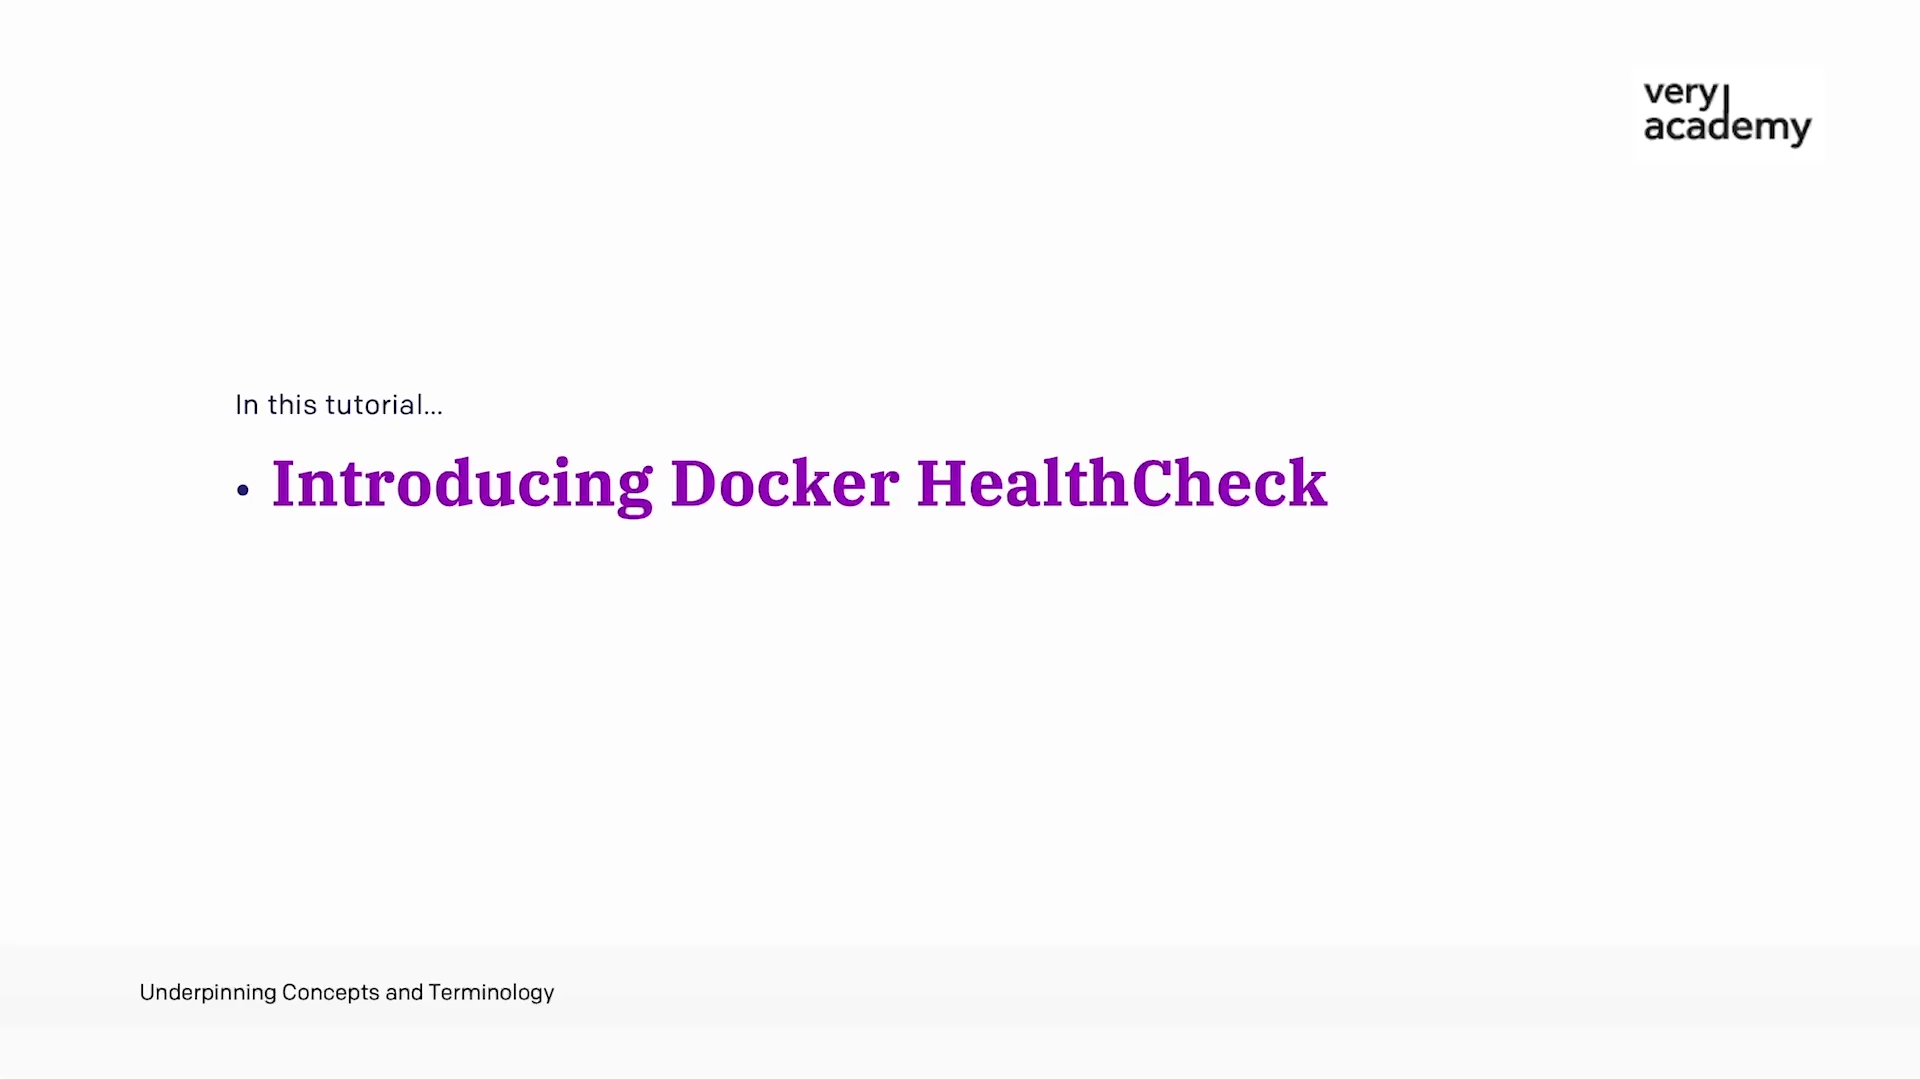 very
academy
In this tutorial...
• Introducing Docker HealthCheck
Underpinning Concepts and Terminology